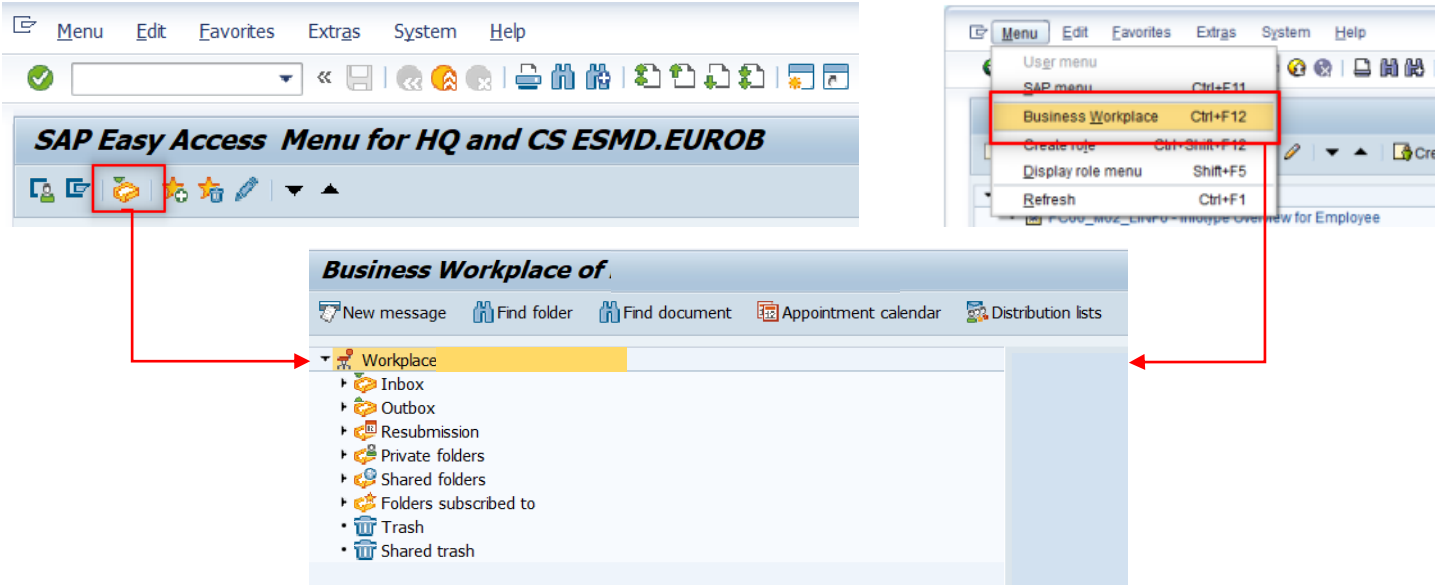 Menu Edit Favorites Extras System Help
SAP Easy Access Menu for HQ and CS ESMD.EUROB
Menu Edit Favorites Extras System Help
User menu
SAP menu Ctrl+F11
Business Workplace Ctrl+F12
Create role Ctrl+Shift+F12
Display role menu Shift+F5
Refresh Ctrl+F1
Cre
Infotype Overview for Employee
Business Workplace of
New message Find folder Find document Appointment calendar Distribution lists
Workplace
Inbox
Outbox
Resubmission
Private folders
Shared folders
Folders subscribed to
Trash
Shared trash